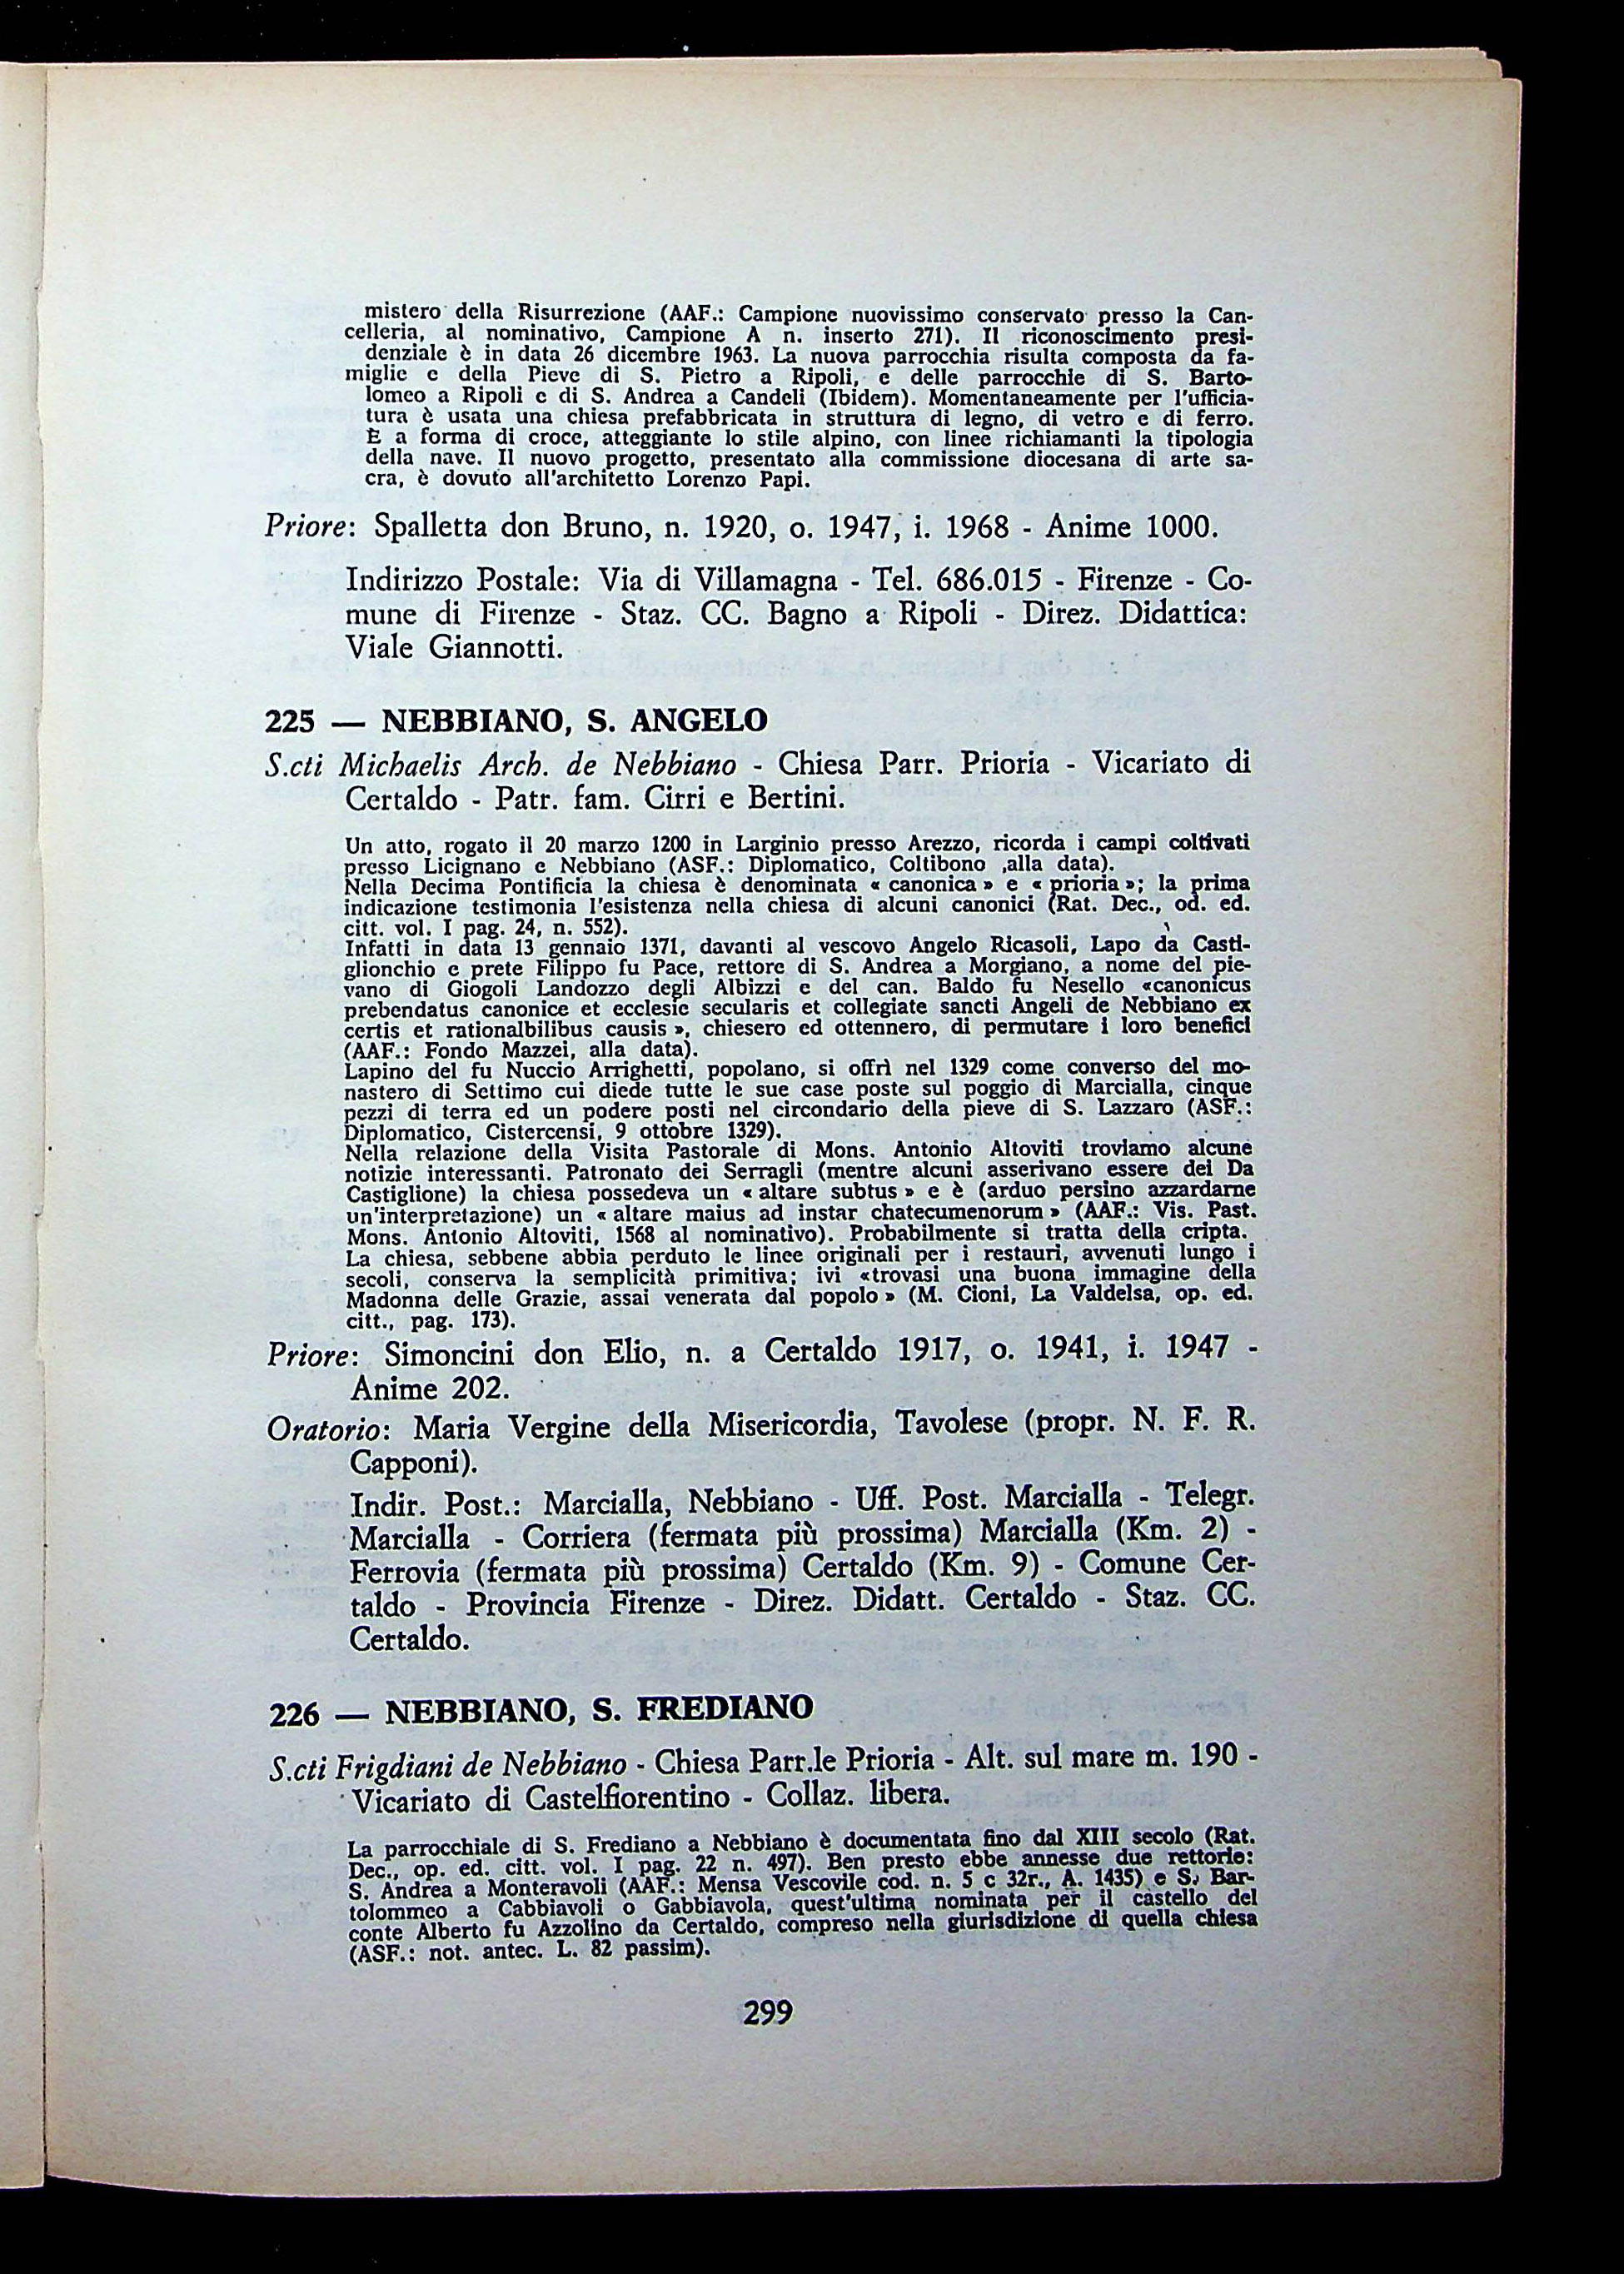 mistero della Risurrezione (AAF.: Campione nuovissimo conservato presso la Can-
celleria, al nominativo, Campione A n. inserto 271). Il riconoscimento presi-
denziale è in data 26 dicembre 1963. La nuova parrocchia risulta composta da fa-
miglie e della Pieve di S. Pietro a Ripoli, e delle parrocchie di S. Barto-
lomeo a Ripoli e di S. Andrea a Candeli (Ibidem). Momentaneamente per l'ufficia-
tura è usata una chiesa prefabbricata in struttura di legno, di vetro e di ferro.
È a forma di croce, atteggiante lo stile alpino, con linee richiamanti la tipologia
della nave. Il nuovo progetto, presentato alla commissione diocesana di arte sa-
cra, è dovuto all'architetto Lorenzo Papi.
Priore: Spalletta don Bruno, n. 1920, o. 1947, i. 1968 - Anime 1000.
Indirizzo Postale: Via di Villamagna - Tel. 686.015 - Firenze - Co-
mune di Firenze - Staz. CC. Bagno a Ripoli - Direz. Didattica:
Viale Giannotti.
225 — NEBBIANO, S. ANGELO
S.cti Michaelis Arch. de Nebbiano - Chiesa Parr. Prioria - Vicariato di
Certaldo - Patr. fam. Cirri e Bertini.
Un atto, rogato il 20 marzo 1200 in Larginio presso Arezzo, ricorda i campi coltivati
presso Licignano e Nebbiano (ASF.: Diplomatico, Coltibono ,alla data).
Nella Decima Pontificia la chiesa è denominata « canonica » e « prioria »; la prima
indicazione testimonia l'esistenza nella chiesa di alcuni canonici (Rat. Dec., od. ed.
citt. vol. I pag. 24, n. 552).
Infatti in data 13 gennaio 1371, davanti al vescovo Angelo Ricasoli, Lapo da Casti-
glionchio e prete Filippo fu Pace, rettore di S. Andrea a Morgiano, a nome del pie-
vano di Giogoli Landozzo degli Albizzi e del can. Baldo fu Nesello «canonicus
prebendatus canonice et ecclesie secularis et collegiate sancti Angeli de Nebbiano ex
certis et rationalbilibus causis », chiesero ed ottennero, di permutare i loro benefici
(AAF.: Fondo Mazzei, alla data).
Lapino del fu Nuccio Arrighetti, popolano, si offrì nel 1329 come converso del mo-
nastero di Settimo cui diede tutte le sue case poste sul poggio di Marcialla, cinque
pezzi di terra ed un podere posti nel circondario della pieve di S. Lazzaro (ASF.:
Diplomatico, Cistercensi, 9 ottobre 1329).
Nella relazione della Visita Pastorale di Mons. Antonio Altoviti troviamo alcune
notizie interessanti. Patronato dei Serragli (mentre alcuni asserivano essere dei Da
Castiglione) la chiesa possedeva un « altare subtus » e è (arduo persino azzardarne
un'interpretazione) un « altare maius ad instar chatecumenorum » (AAF.: Vis. Past.
Mons. Antonio Altoviti, 1568 al nominativo). Probabilmente si tratta della cripta.
La chiesa, sebbene abbia perduto le linee originali per i restauri, avvenuti lungo i
secoli, conserva la semplicità primitiva; ivi «trovasi una buona immagine della
Madonna delle Grazie, assai venerata dal popolo » (M. Cioni, La Valdelsa, op. ed.
citt., pag. 173).
Priore: Simoncini don Elio, n. a Certaldo 1917, o. 1941, i. 1947 -
Anime 202.
Oratorio: Maria Vergine della Misericordia, Tavolese (propr. N. F. R.
Capponi).
Indir. Post.: Marcialla, Nebbiano - Uff. Post. Marcialla - Telegr.
Marcialla - Corriera (fermata più prossima) Marcialla (Km. 2) -
Ferrovia (fermata più prossima) Certaldo (Km. 9) - Comune Cer-
taldo - Provincia Firenze - Direz. Didatt. Certaldo - Staz. CC.
Certaldo.
226 — NEBBIANO, S. FREDIANO
S.cti Frigdiani de Nebbiano - Chiesa Parr.le Prioria - Alt. sul mare m. 190 -
Vicariato di Castelfiorentino - Collaz. libera.
La parrocchiale di S. Frediano a Nebbiano è documentata fino dal XIII secolo (Rat.
Dec., op. ed. citt. vol. I pag. 22 n. 497). Ben presto ebbe annesse due rettorie:
S. Andrea a Monteravoli (AAF.: Mensa Vescovile cod. n. 5 c 32r., A. 1435) e S. Bar-
tolommeo a Cabbiavoli o Gabbiavola, quest'ultima nominata per il castello del
conte Alberto fu Azzolino da Certaldo, compreso nella giurisdizione di quella chiesa
(ASF.: not. antec. L. 82 passim).
299